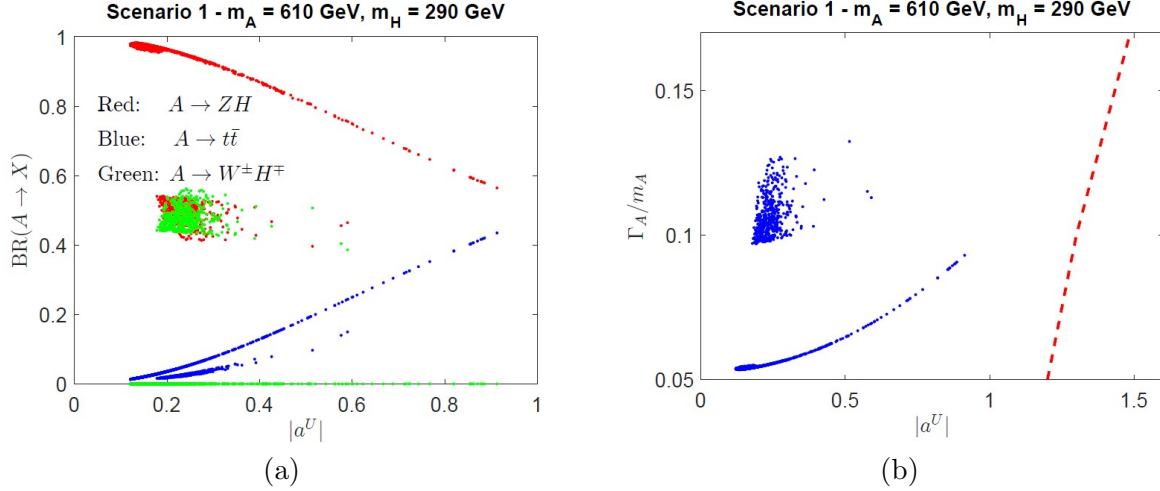 Scenario 1 - m_A = 610 GeV, m_H = 290 GeV
1
0.8
0.6
0.4
0.2
0
BR(A → X)
Red: A → ZH
Blue: A → tt̄
Green: A → W±H∓
0 0.2 0.4 0.6 0.8 1
|a^U|
(a)
Scenario 1 - m_A = 610 GeV, m_H = 290 GeV
0.15
0.1
0.05
Γ_A/m_A
0 0.5 1 1.5
|a^U|
(b)